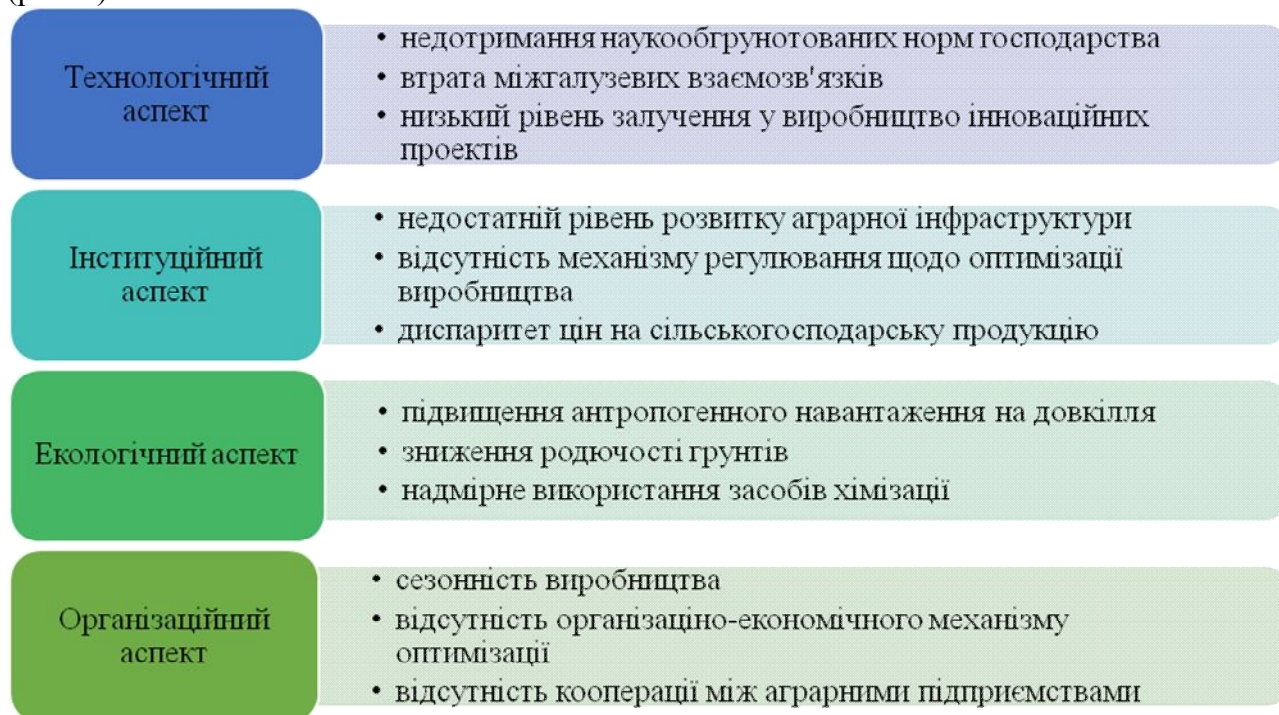 Технологічний
аспект
• недотримання наукообгрунотованих норм господарства
• втрата міжгалузевих взаємозв'язків
• низький рівень залучення у виробництво інноваційних
проектів
Інституційний
аспект
• недостатній рівень розвитку аграрної інфраструктури
• відсутність механізму регулювання щодо оптимізації
виробництва
• диспаритет цін на сільськогосподарську продукцію
Екологічний аспект
• підвищення антропогенного навантаження на довкілля
• зниження родючості грунтів
• надмірне використання засобів хімізації
Організаційний
аспект
• сезонність виробництва
• відсутність організаціно-економічного механізму
оптимізації
• відсутність кооперації між аграрними підприємствами